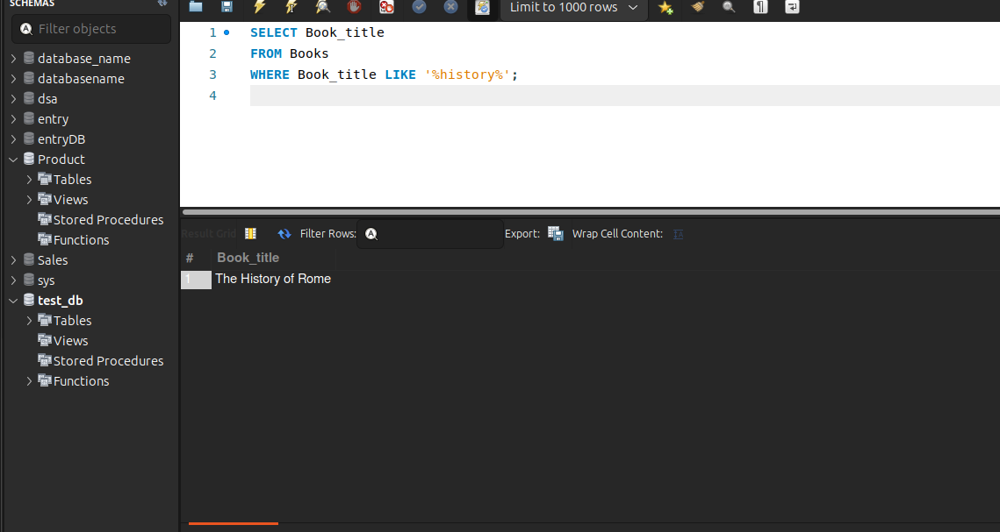 SCHEMAS
Filter objects
database_name
databasename
dsa
entry
entryDB
Product
Tables
Views
Stored Procedures
Functions
Sales
sys
test_db
Tables
Views
Stored Procedures
Functions
Limit to 1000 rows
1 SELECT Book_title
2 FROM Books
3 WHERE Book_title LIKE '%history%';
4
Result Grid Filter Rows: Export: Wrap Cell Content: IA
# Book_title
1 The History of Rome